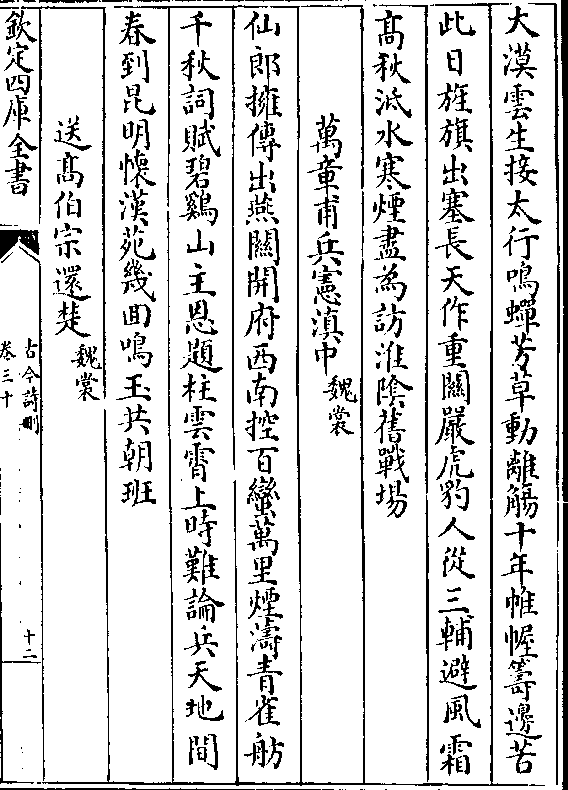 大漠雲生接太行鳴蟬芳草動離觴十年帷幄籌邊苦
此日旌旗出塞長天作重關嚴虎豹人從三輔避風霜
髙秋泜水寒煙盡為訪淮陰舊戰場
萬章甫兵憲滇中 魏裳
仙郎擁傳出燕關開府西南控百蠻萬里煙濤青雀舫
千秋詞賦碧鷄山主恩題柱雲霄上時難論兵天地間
春到昆明懷漢苑幾回鳴玉共朝班
送髙伯宗還楚 魏裳
欽定四庫全書
古今詩刪
卷三十
十二